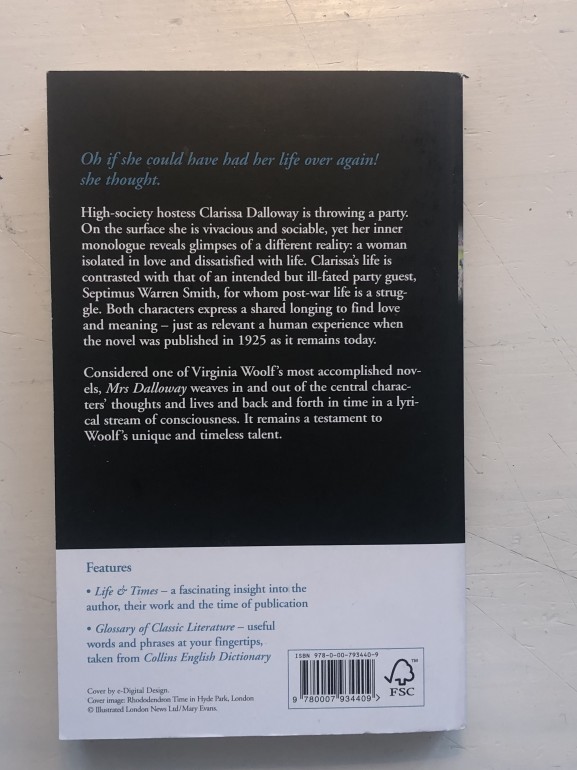 Oh if she could have had her life over again!
she thought.
High-society hostess Clarissa Dalloway is throwing a party.
On the surface she is vivacious and sociable, yet her inner
monologue reveals glimpses of a different reality: a woman
isolated in love and dissatisfied with life. Clarissa's life is
contrasted with that of an intended but ill-fated party guest,
Septimus Warren Smith, for whom post-war life is a strug-
gle. Both characters express a shared longing to find love
and meaning – just as relevant a human experience when
the novel was published in 1925 as it remains today.
Considered one of Virginia Woolf's most accomplished nov-
els, Mrs Dalloway weaves in and out of the central charac-
ters' thoughts and lives and back and forth in time in a lyri-
cal stream of consciousness. It remains a testament to
Woolf's unique and timeless talent.
Features
• Life & Times – a fascinating insight into the
author, their work and the time of publication
• Glossary of Classic Literature – useful
words and phrases at your fingertips,
taken from Collins English Dictionary
Cover by e-Digital Design.
Cover image: Rhododendron Time in Hyde Park, London
© Illustrated London News Ltd/Mary Evans.
ISBN 978-0-00-793440-9
9 780007 934409 >
FSC
TM